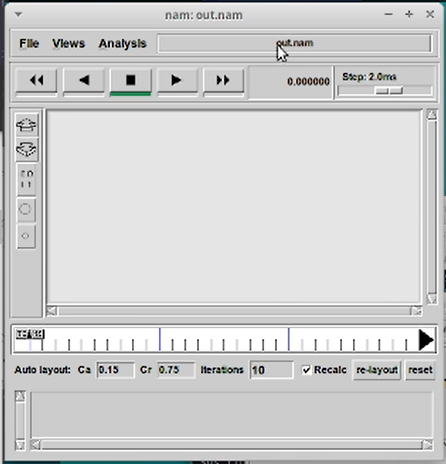 nam: out.nam
File Views Analysis out.nam
0.000000 Step: 2.0ms
Auto layout: Ca 0.15 Cr 0.75 Iterations 10 Recalc re-layout reset